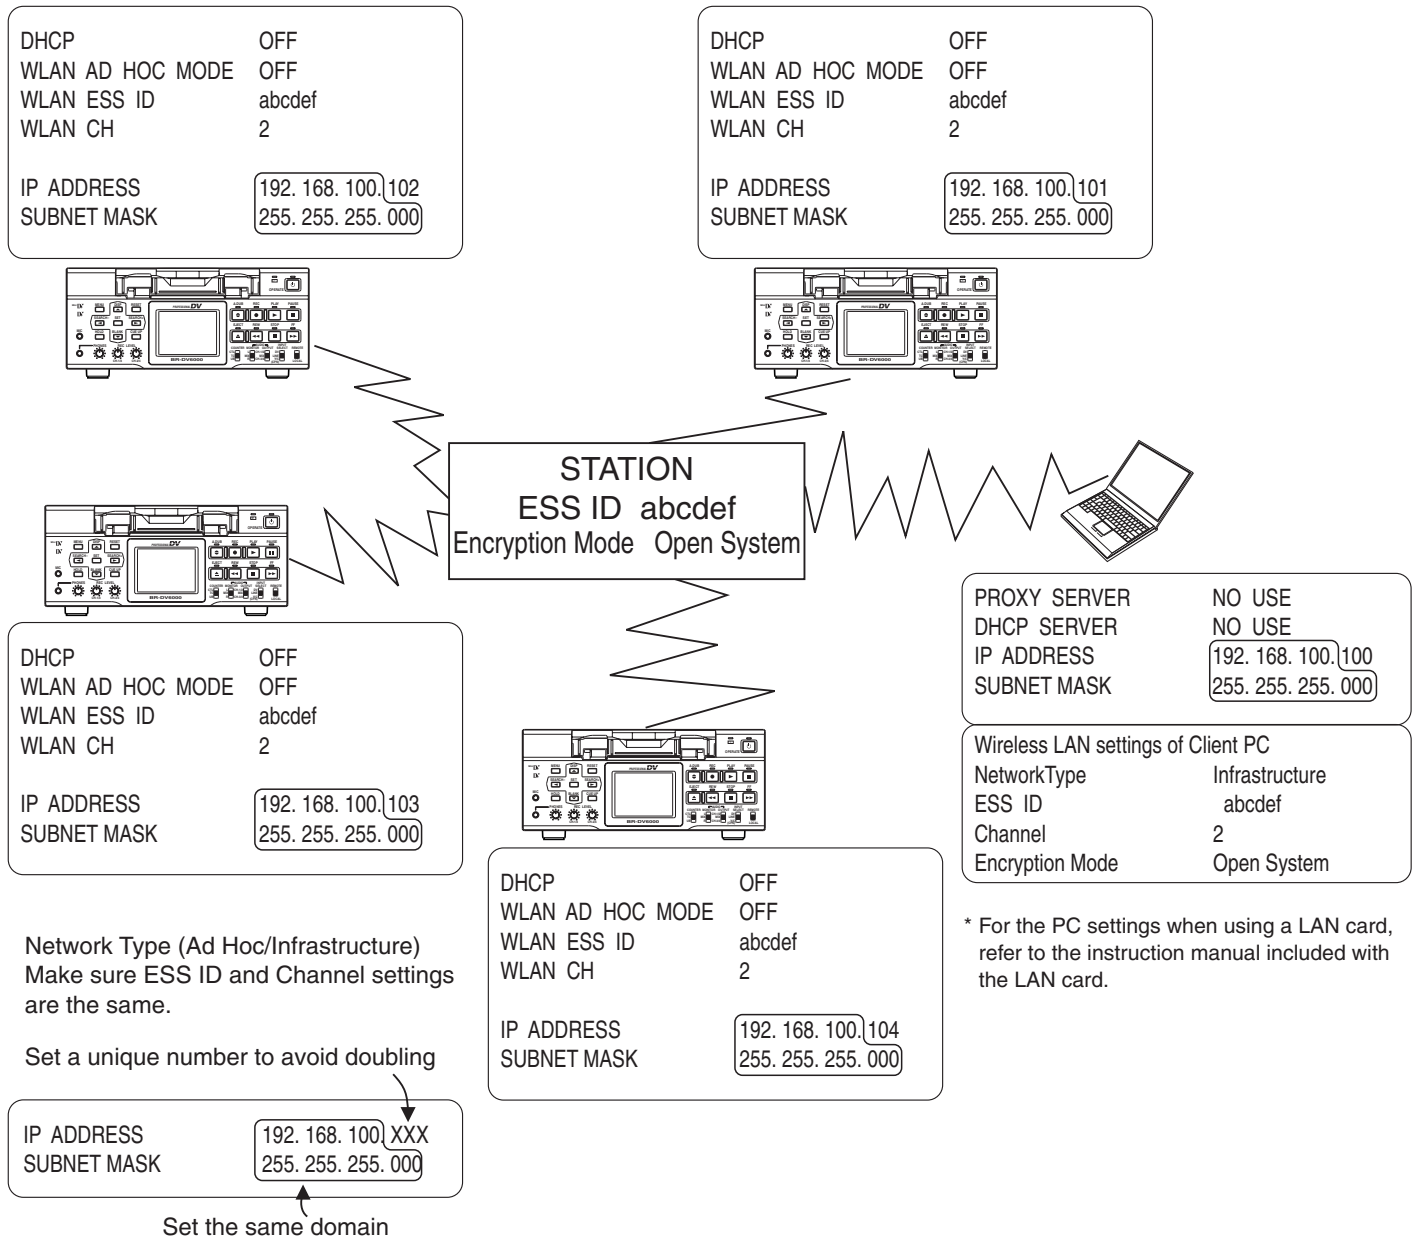 DHCP OFF
WLAN AD HOC MODE OFF
WLAN ESS ID abcdef
WLAN CH 2
IP ADDRESS 192. 168. 100. 102
SUBNET MASK 255. 255. 255. 000
DHCP OFF
WLAN AD HOC MODE OFF
WLAN ESS ID abcdef
WLAN CH 2
IP ADDRESS 192. 168. 100. 101
SUBNET MASK 255. 255. 255. 000
BR-DV6000
BR-DV6000
STATION
ESS ID abcdef
Encryption Mode Open System
BR-DV6000
DHCP OFF
WLAN AD HOC MODE OFF
WLAN ESS ID abcdef
WLAN CH 2
IP ADDRESS 192. 168. 100. 103
SUBNET MASK 255. 255. 255. 000
PROXY SERVER NO USE
DHCP SERVER NO USE
IP ADDRESS 192. 168. 100. 100
SUBNET MASK 255. 255. 255. 000
Wireless LAN settings of Client PC
NetworkType Infrastructure
ESS ID abcdef
Channel 2
Encryption Mode Open System
* For the PC settings when using a LAN card,
refer to the instruction manual included with
the LAN card.
BR-DV6000
DHCP OFF
WLAN AD HOC MODE OFF
WLAN ESS ID abcdef
WLAN CH 2
IP ADDRESS 192. 168. 100. 104
SUBNET MASK 255. 255. 255. 000
Network Type (Ad Hoc/Infrastructure)
Make sure ESS ID and Channel settings
are the same.
Set a unique number to avoid doubling
IP ADDRESS 192. 168. 100. XXX
SUBNET MASK 255. 255. 255. 000
Set the same domain